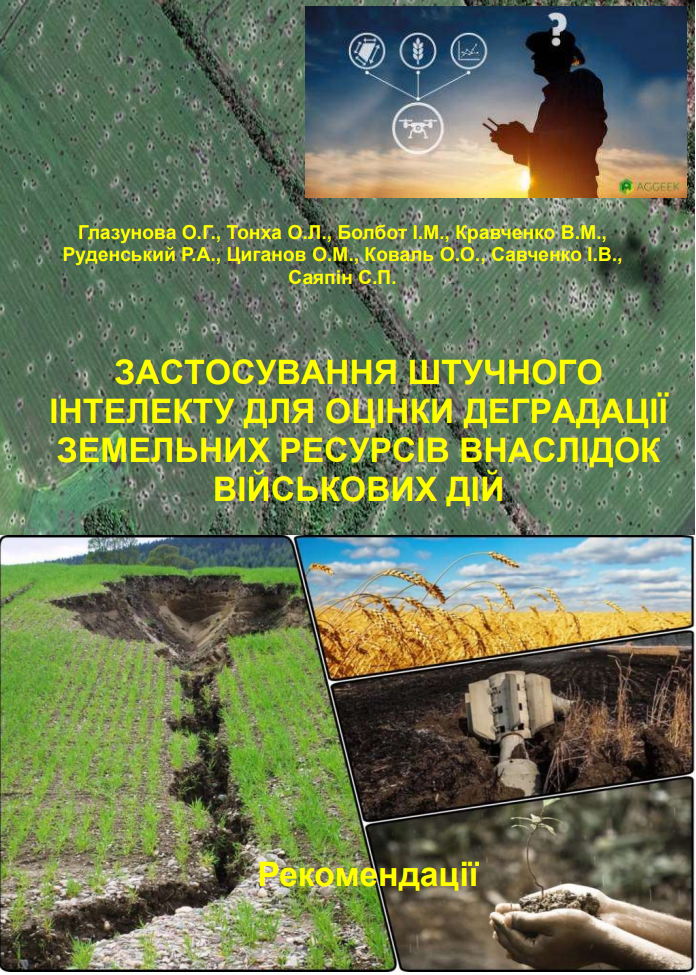 ?
AGGEEK
Глазунова О.Г., Тонха О.Л., Болбот І.М., Кравченко В.М.,
Руденський Р.А., Циганов О.М., Коваль О.О., Савченко І.В.,
Саяпін С.П.
ЗАСТОСУВАННЯ ШТУЧНОГО
ІНТЕЛЕКТУ ДЛЯ ОЦІНКИ ДЕГРАДАЦІЇ
ЗЕМЕЛЬНИХ РЕСУРСІВ ВНАСЛІДОК
ВІЙСЬКОВИХ ДІЙ
Рекомендації